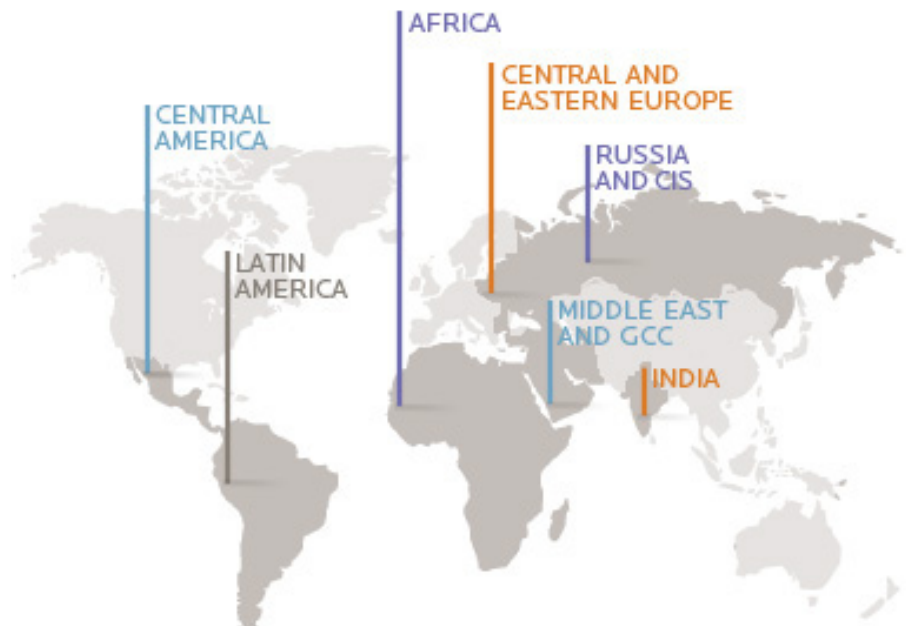 AFRICA
CENTRAL AND
EASTERN EUROPE
CENTRAL
AMERICA
RUSSIA
AND CIS
LATIN
AMERICA
MIDDLE EAST
AND GCC
INDIA